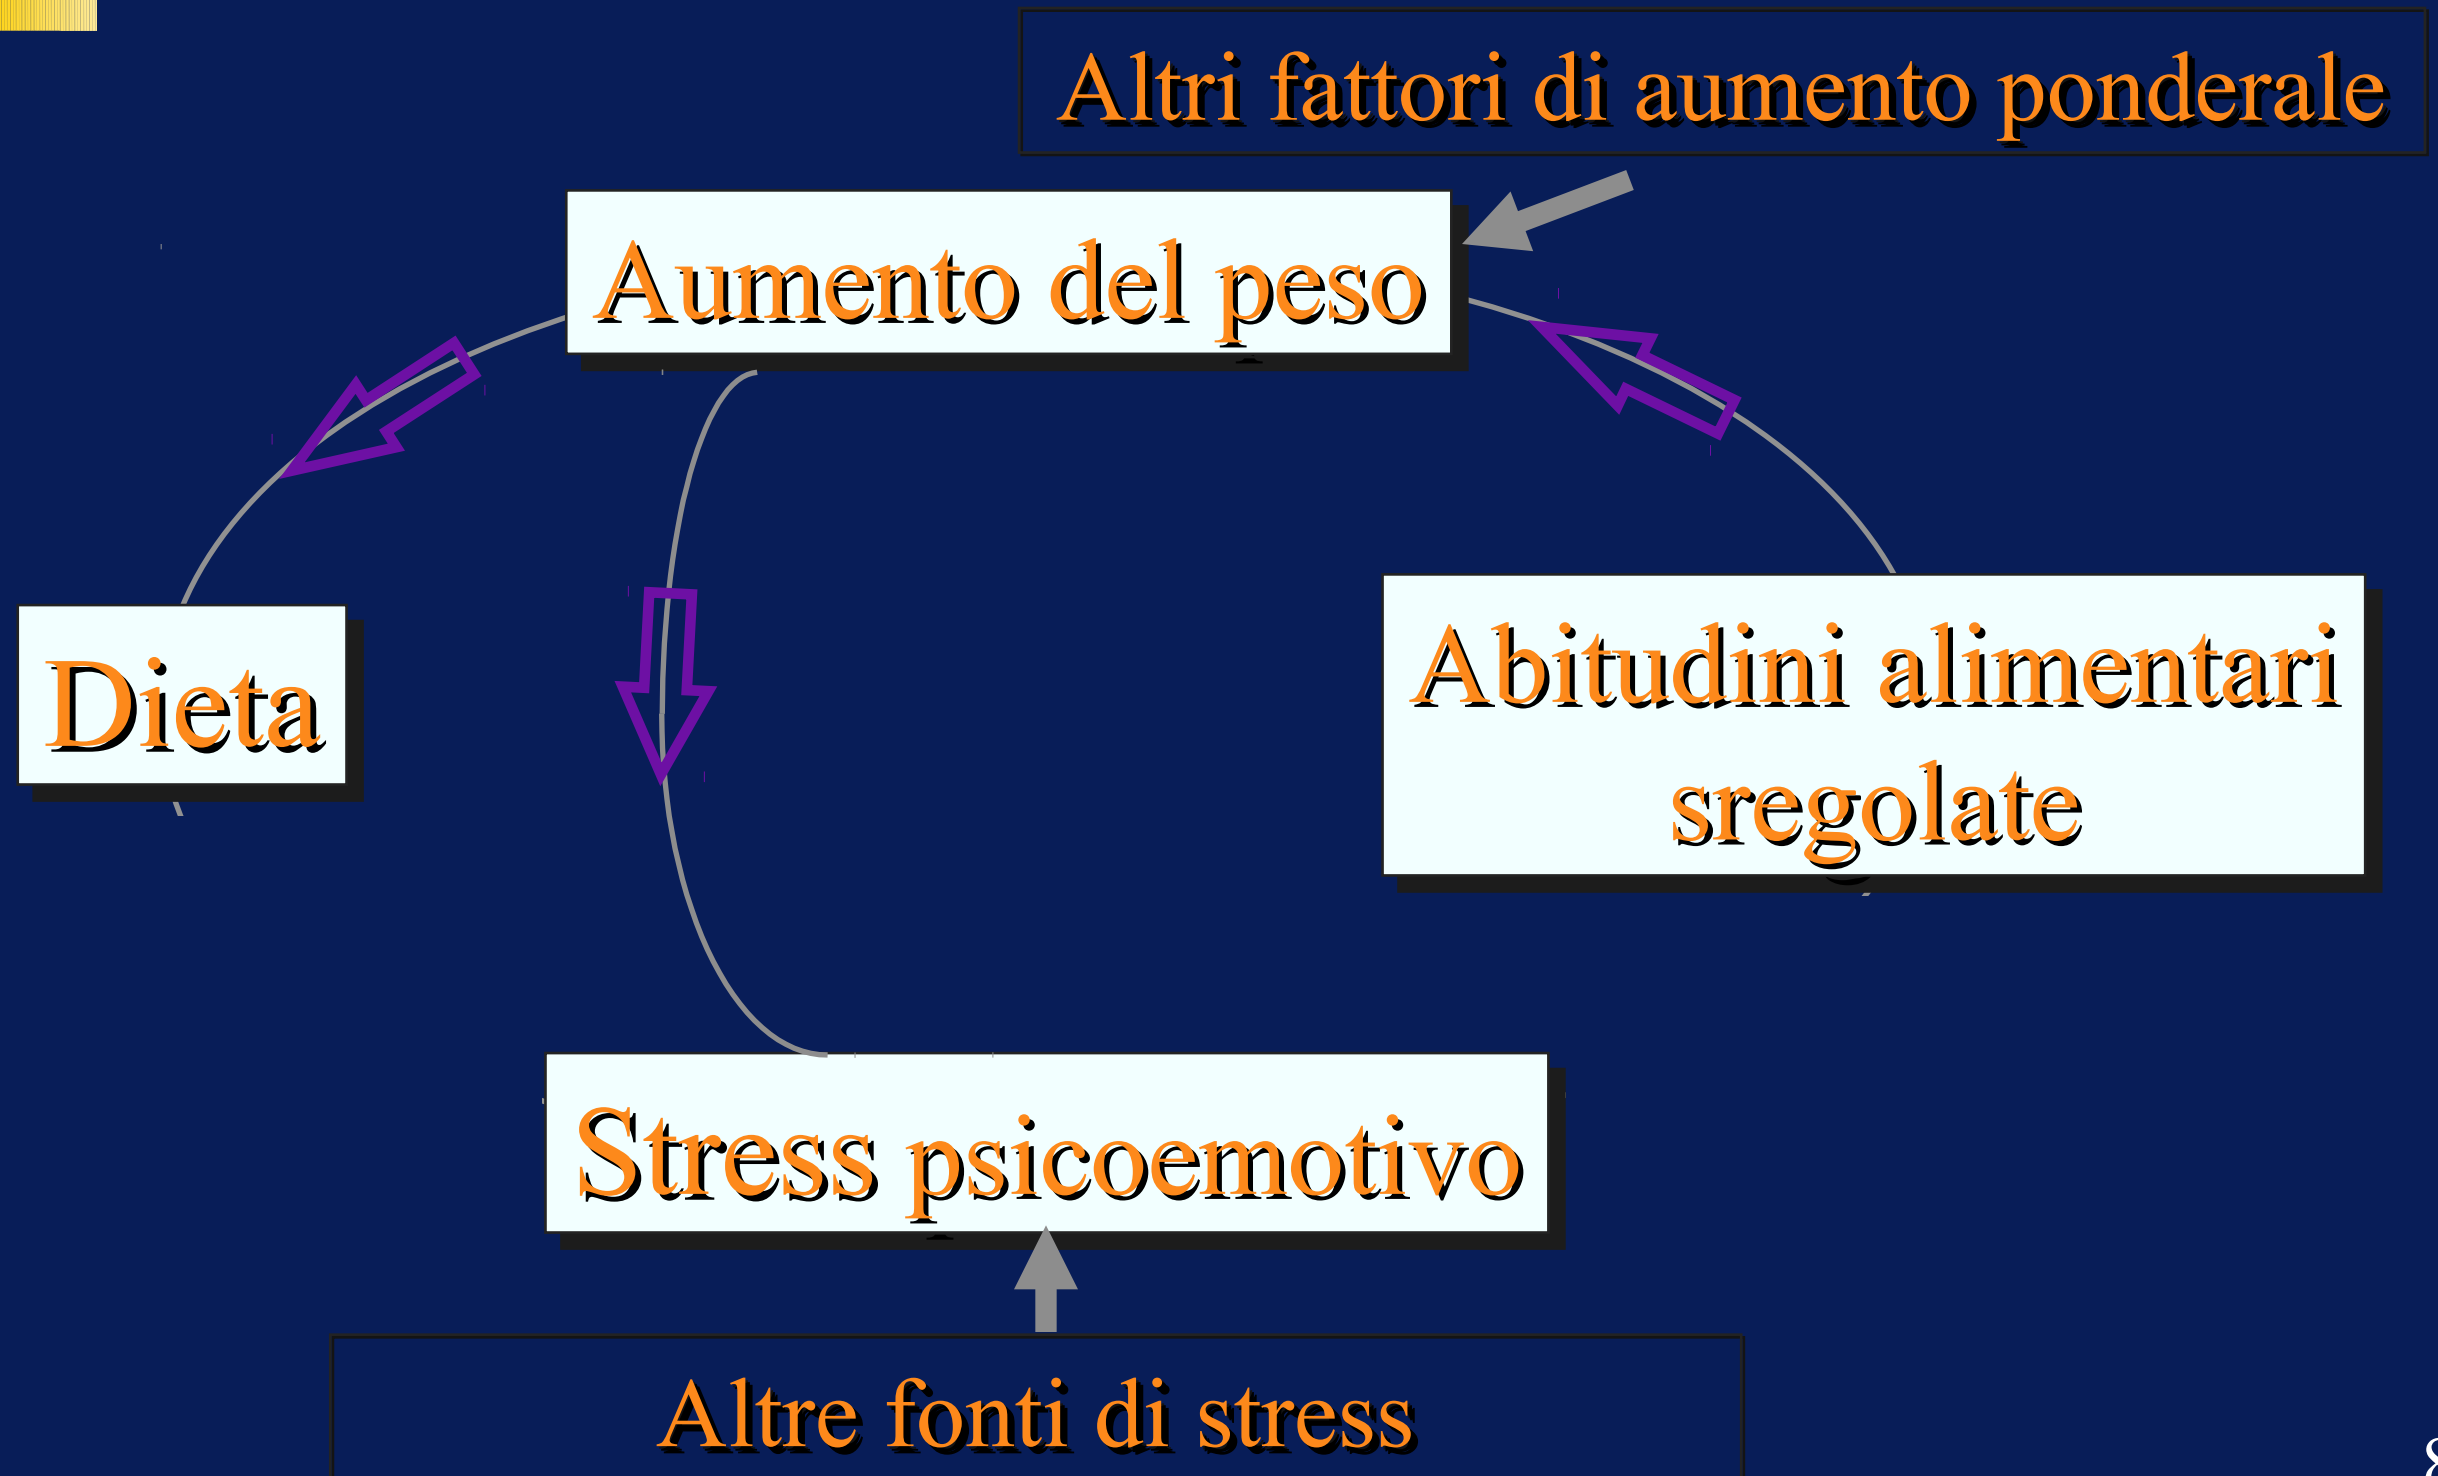 Altri fattori di aumento ponderale
Aumento del peso
Dieta
Abitudini alimentari
sregolate
Stress psicoemotivo
Altre fonti di stress